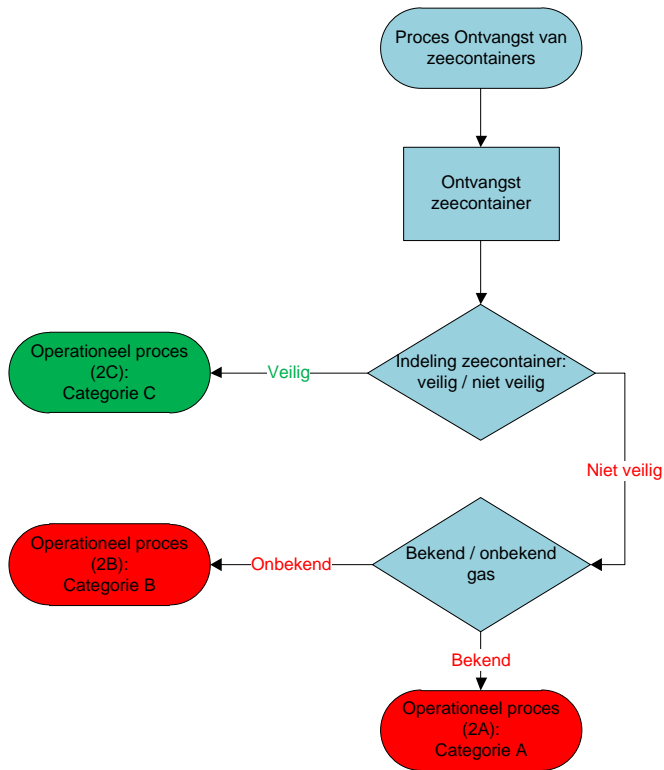 Proces Ontvangst van
zeecontainers
Ontvangst
zeecontainer
Indeling zeecontainer:
veilig / niet veilig
Veilig
Operationeel proces
(2C):
Categorie C
Niet veilig
Bekend / onbekend
gas
Onbekend
Operationeel proces
(2B):
Categorie B
Bekend
Operationeel proces
(2A):
Categorie A